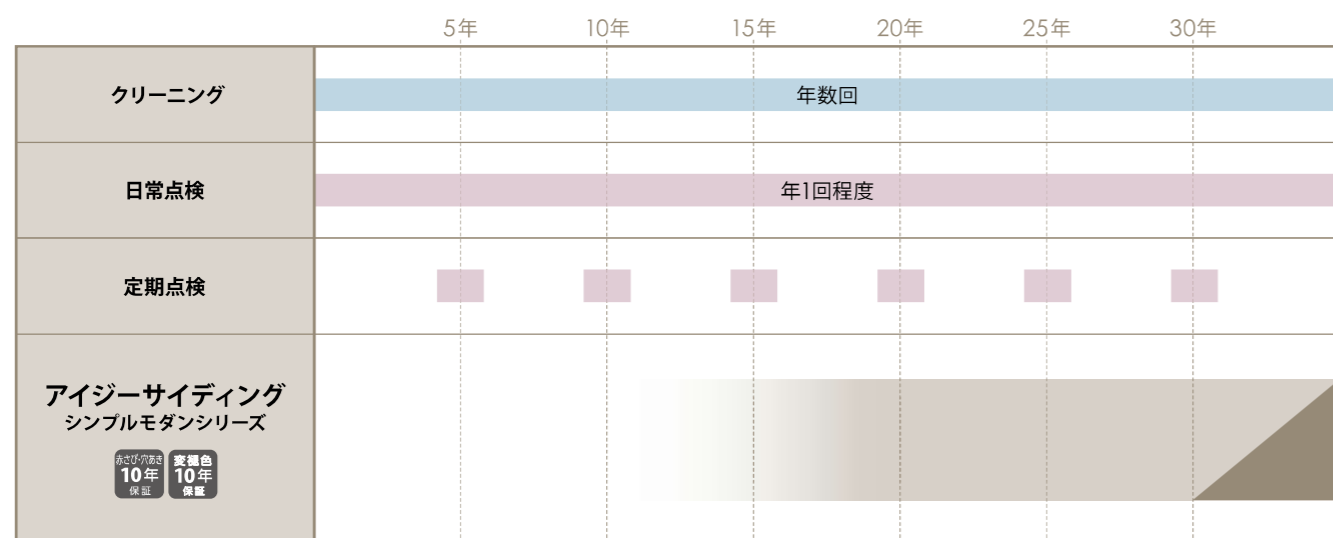 5年 10年 15年 20年 25年 30年
クリーニング
年数回
日常点検
年1回程度
定期点検
アイジーサイディング
シンプルモダンシリーズ
赤さび・穴あき
10年
保証
変褪色
10年
保証